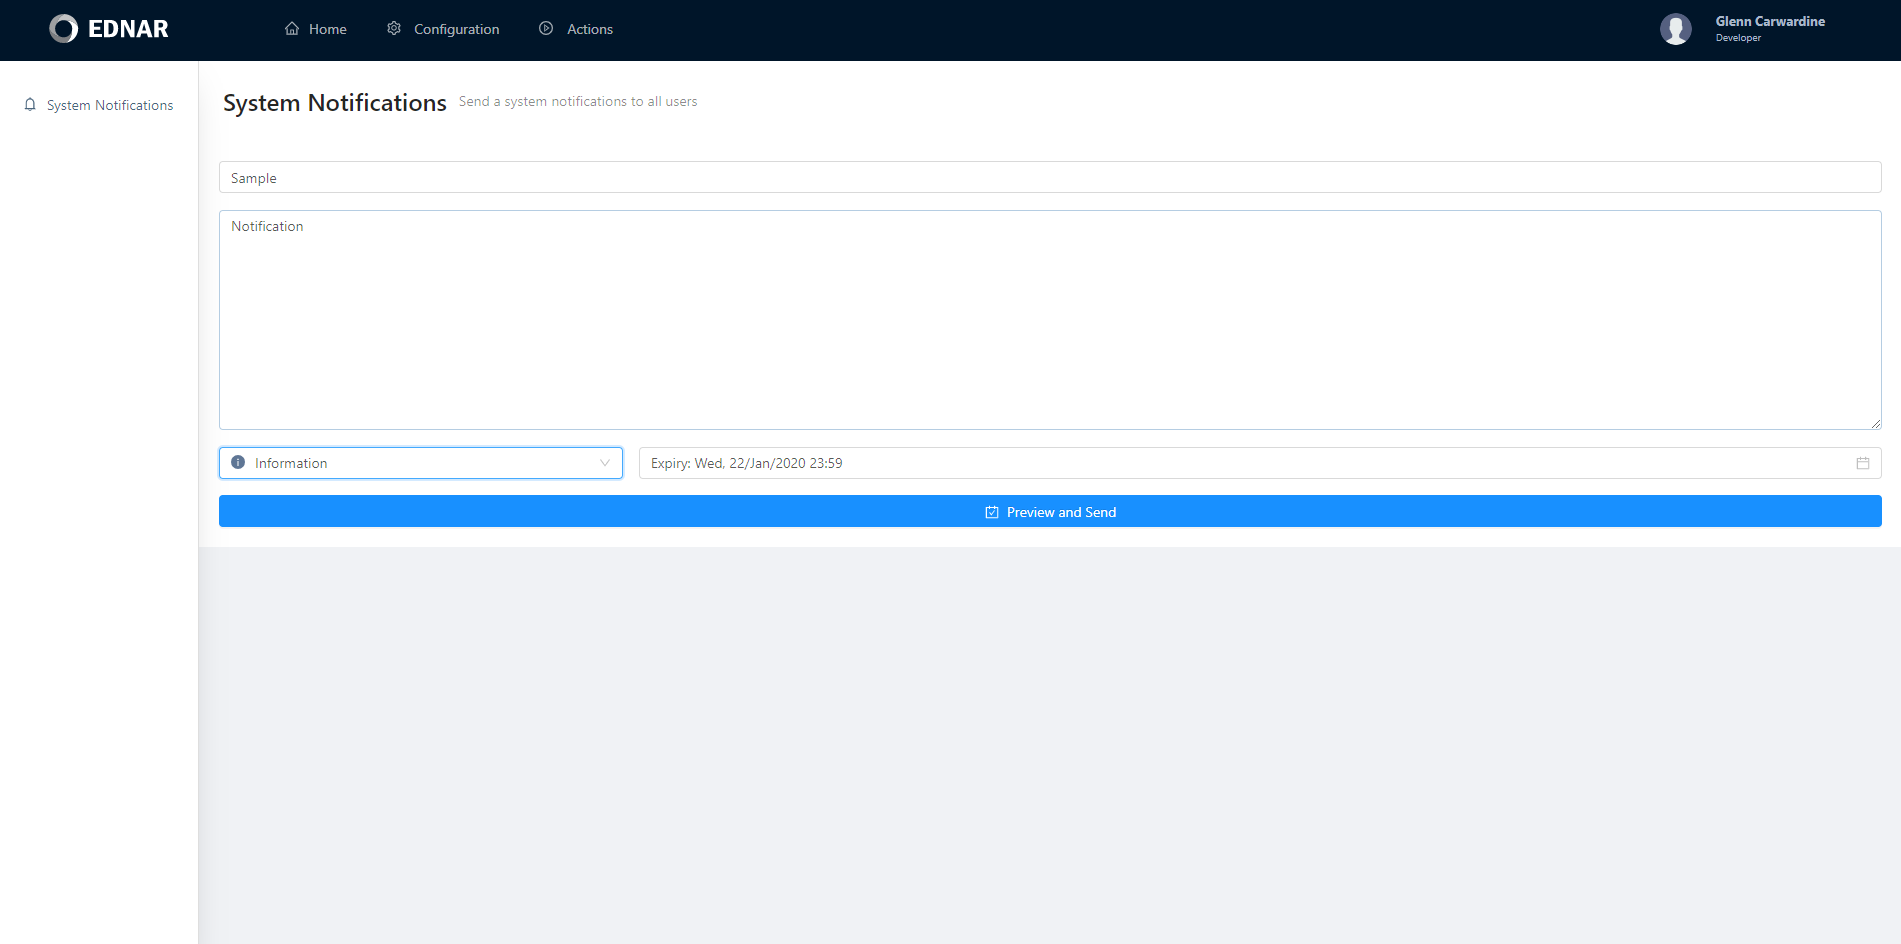 EDNAR
Home
Configuration
Actions
Glenn Carwardine
Developer
System Notifications
System Notifications
Send a system notifications to all users
Sample
Notification
Information
Expiry: Wed, 22/Jan/2020 23:59
Preview and Send